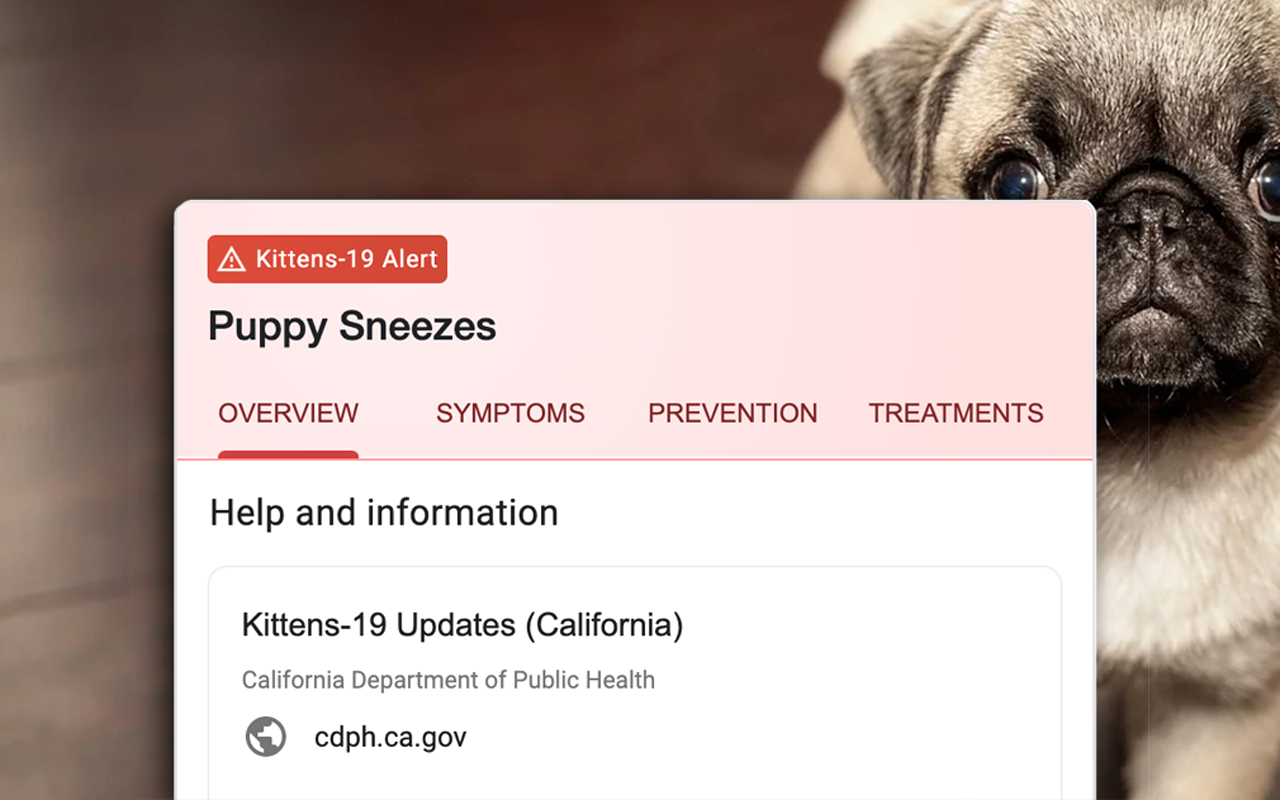 Kittens-19 Alert
Puppy Sneezes
OVERVIEW SYMPTOMS PREVENTION TREATMENTS
Help and information
Kittens-19 Updates (California)
California Department of Public Health
cdph.ca.gov